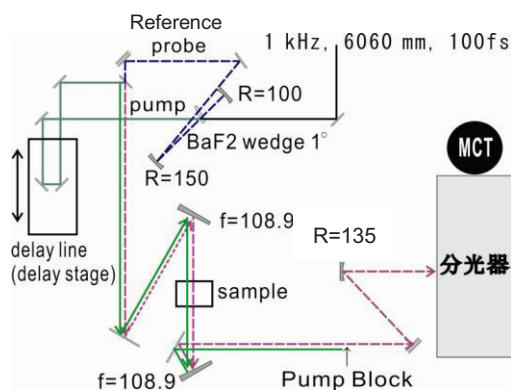 Reference
probe
1 kHz, 6060 mm, 100fs
pump
R=100
BaF2 wedge 1°
R=150
MCT
delay line
(delay stage)
f=108.9
R=135
分光器
sample
f=108.9
Pump Block